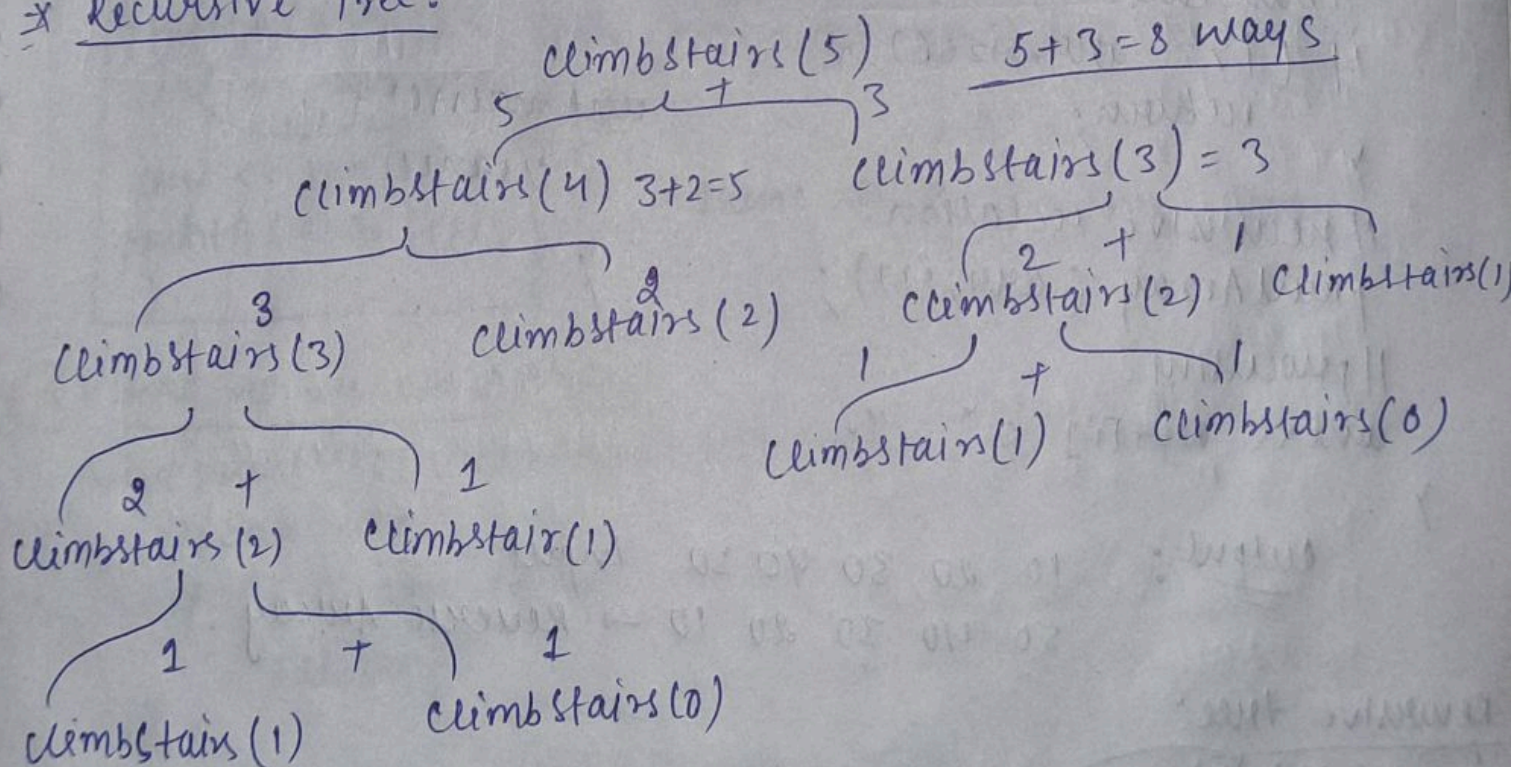 * Recursive Tree:
climbstairs (5) 5+3=8 ways
5 + 3
climbstairs (4) 3+2=5 climbstairs (3) = 3
3 2 2 + 1
climbstairs (3) climbstairs (2) climbstairs (2) climbstairs (1)
2 + 1 1 + 1
climbstairs (2) climbstair (1) climbstairs (1) climbstairs (0)
1 + 1
climbstairs (1) climbstairs (0)